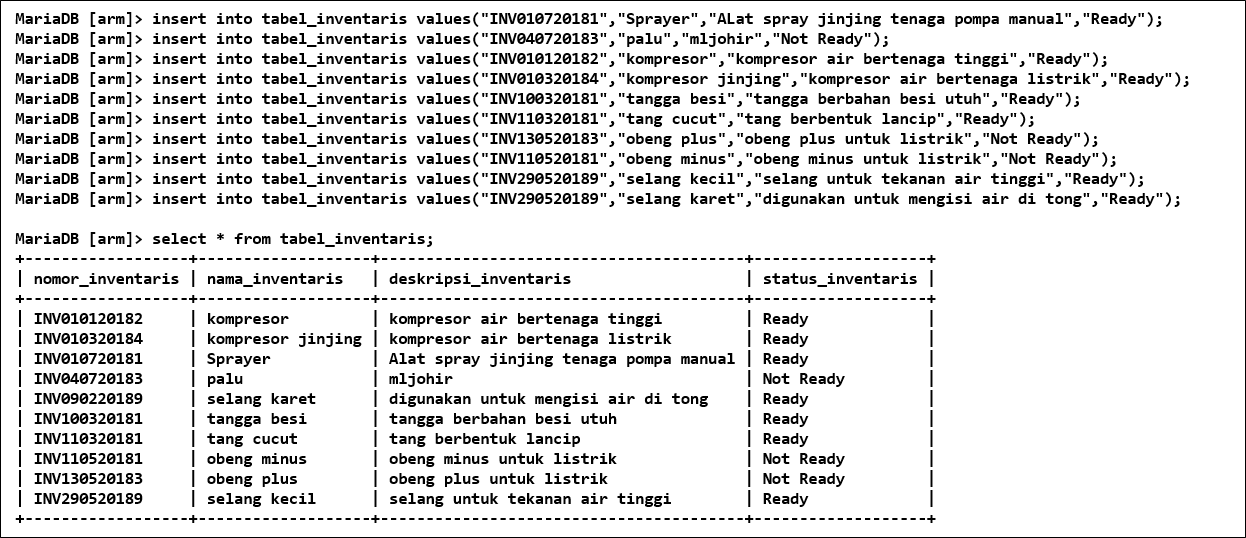 MariaDB [arm]> insert into tabel_inventaris values("INV010720181","Sprayer","ALat spray jinjing tenaga pompa manual","Ready");
MariaDB [arm]> insert into tabel_inventaris values("INV040720183","palu","mljohir","Not Ready");
MariaDB [arm]> insert into tabel_inventaris values("INV010120182","kompresor","kompresor air bertenaga tinggi","Ready");
MariaDB [arm]> insert into tabel_inventaris values("INV010320184","kompresor jinjing","kompresor air bertenaga listrik","Ready");
MariaDB [arm]> insert into tabel_inventaris values("INV100320181","tangga besi","tangga berbahan besi utuh","Ready");
MariaDB [arm]> insert into tabel_inventaris values("INV110320181","tang cucut","tang berbentuk lancip","Ready");
MariaDB [arm]> insert into tabel_inventaris values("INV130520183","obeng plus","obeng plus untuk listrik","Not Ready");
MariaDB [arm]> insert into tabel_inventaris values("INV110520181","obeng minus","obeng minus untuk listrik","Not Ready");
MariaDB [arm]> insert into tabel_inventaris values("INV290520189","selang kecil","selang untuk tekanan air tinggi","Ready");
MariaDB [arm]> insert into tabel_inventaris values("INV290520189","selang karet","digunakan untuk mengisi air di tong","Ready");
MariaDB [arm]> select * from tabel_inventaris;
+------------------+-------------------+----------------------------------------+-------------------+
| nomor_inventaris | nama_inventaris   | deskripsi_inventaris                   | status_inventaris |
+------------------+-------------------+----------------------------------------+-------------------+
| INV010120182     | kompresor         | kompresor air bertenaga tinggi         | Ready             |
| INV010320184     | kompresor jinjing | kompresor air bertenaga listrik        | Ready             |
| INV010720181     | Sprayer           | Alat spray jinjing tenaga pompa manual | Ready             |
| INV040720183     | palu              | mljohir                                | Not Ready         |
| INV090220189     | selang karet      | digunakan untuk mengisi air di tong    | Ready             |
| INV100320181     | tangga besi       | tangga berbahan besi utuh              | Ready             |
| INV110320181     | tang cucut        | tang berbentuk lancip                  | Ready             |
| INV110520181     | obeng minus       | obeng minus untuk listrik              | Not Ready         |
| INV130520183     | obeng plus        | obeng plus untuk listrik               | Not Ready         |
| INV290520189     | selang kecil      | selang untuk tekanan air tinggi        | Ready             |
+------------------+-------------------+----------------------------------------+-------------------+